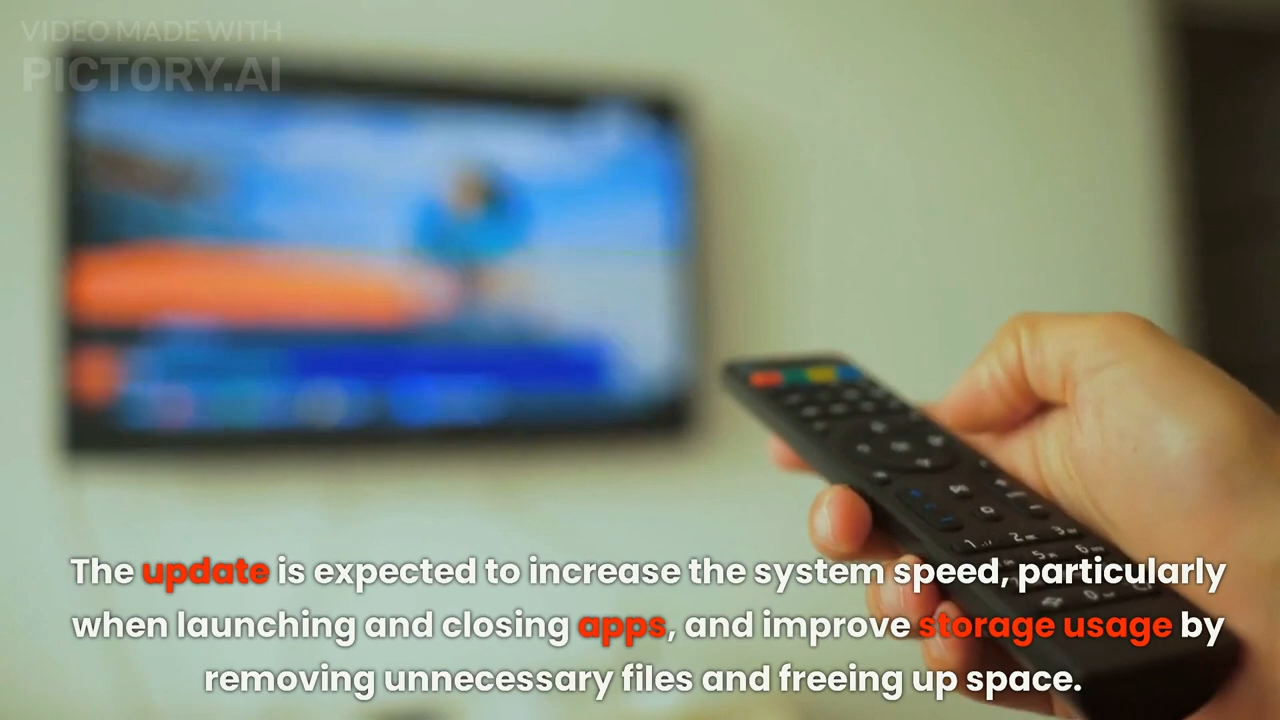 VIDEO MADE WITH
PICTORY.AI
The update is expected to increase the system speed, particularly
when launching and closing apps, and improve storage usage by
removing unnecessary files and freeing up space.